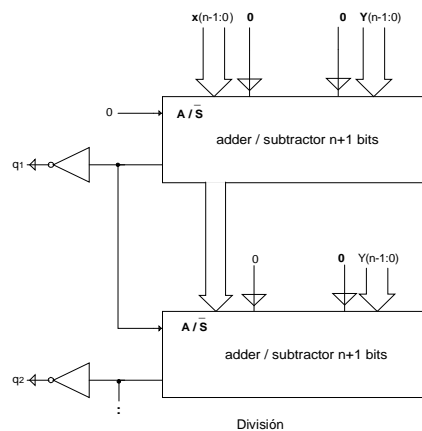 x(n-1:0) 0 0 Y(n-1:0)
0 A / S̅
adder / subtractor n+1 bits
q1
0 0 Y(n-1:0)
A / S̅
adder / subtractor n+1 bits
q2
División